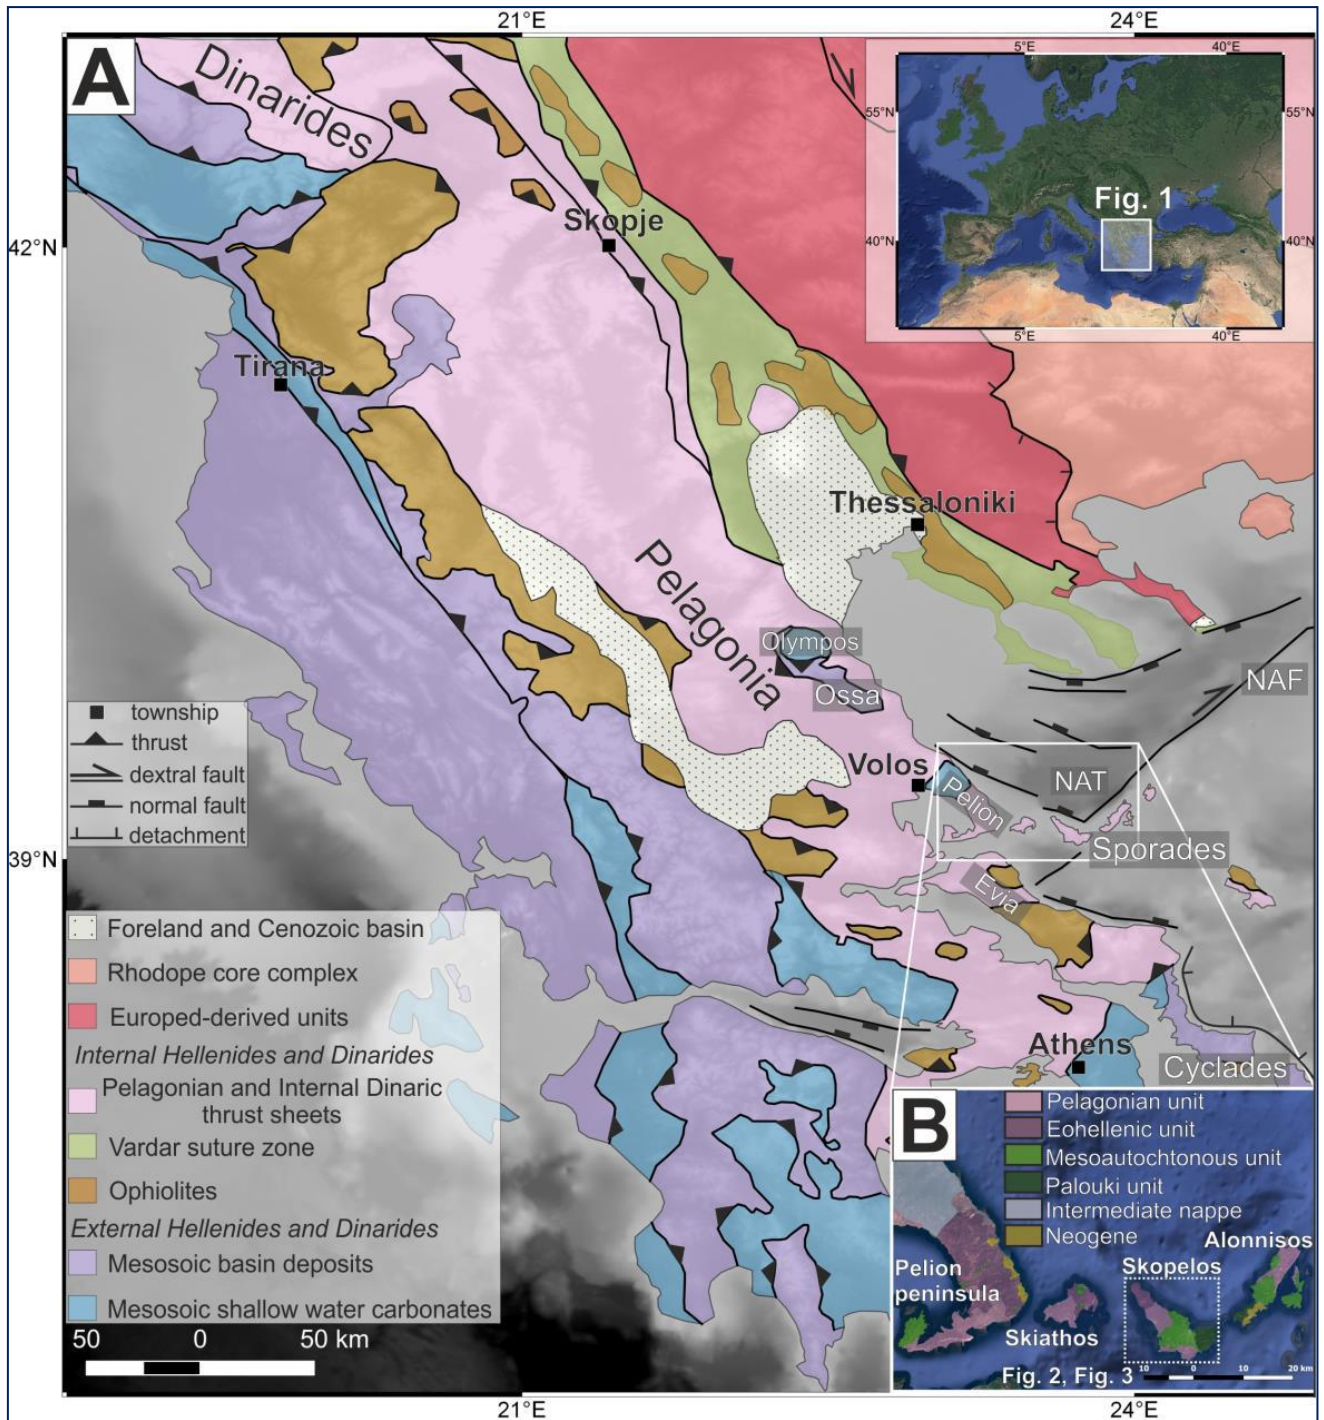 21°E
24°E
A
Dinarides
5°E
40°E
55°N
55°N
Fig. 1
40°N
40°N
5°E
40°E
Skopje
42°N
Tirana
Thessaloniki
Pelagonia
Olympos
Ossa
NAF
township
thrust
dextral fault
normal fault
detachment
Volos
NAT
Pelion
Sporades
39°N
Evia
Foreland and Cenozoic basin
Rhodope core complex
Europed-derived units
Internal Hellenides and Dinarides
Pelagonian and Internal Dinaric
thrust sheets
Vardar suture zone
Ophiolites
External Hellenides and Dinarides
Mesosoic basin deposits
Mesosoic shallow water carbonates
50 0 50 km
Athens
Cyclades
B
Pelagonian unit
Eohellenic unit
Mesoautochtonous unit
Palouki unit
Intermediate nappe
Neogene
Alonnisos
Skopelos
Pelion
peninsula
Skiathos
Fig. 2, Fig. 3
10 0 10 20 km
21°E
24°E